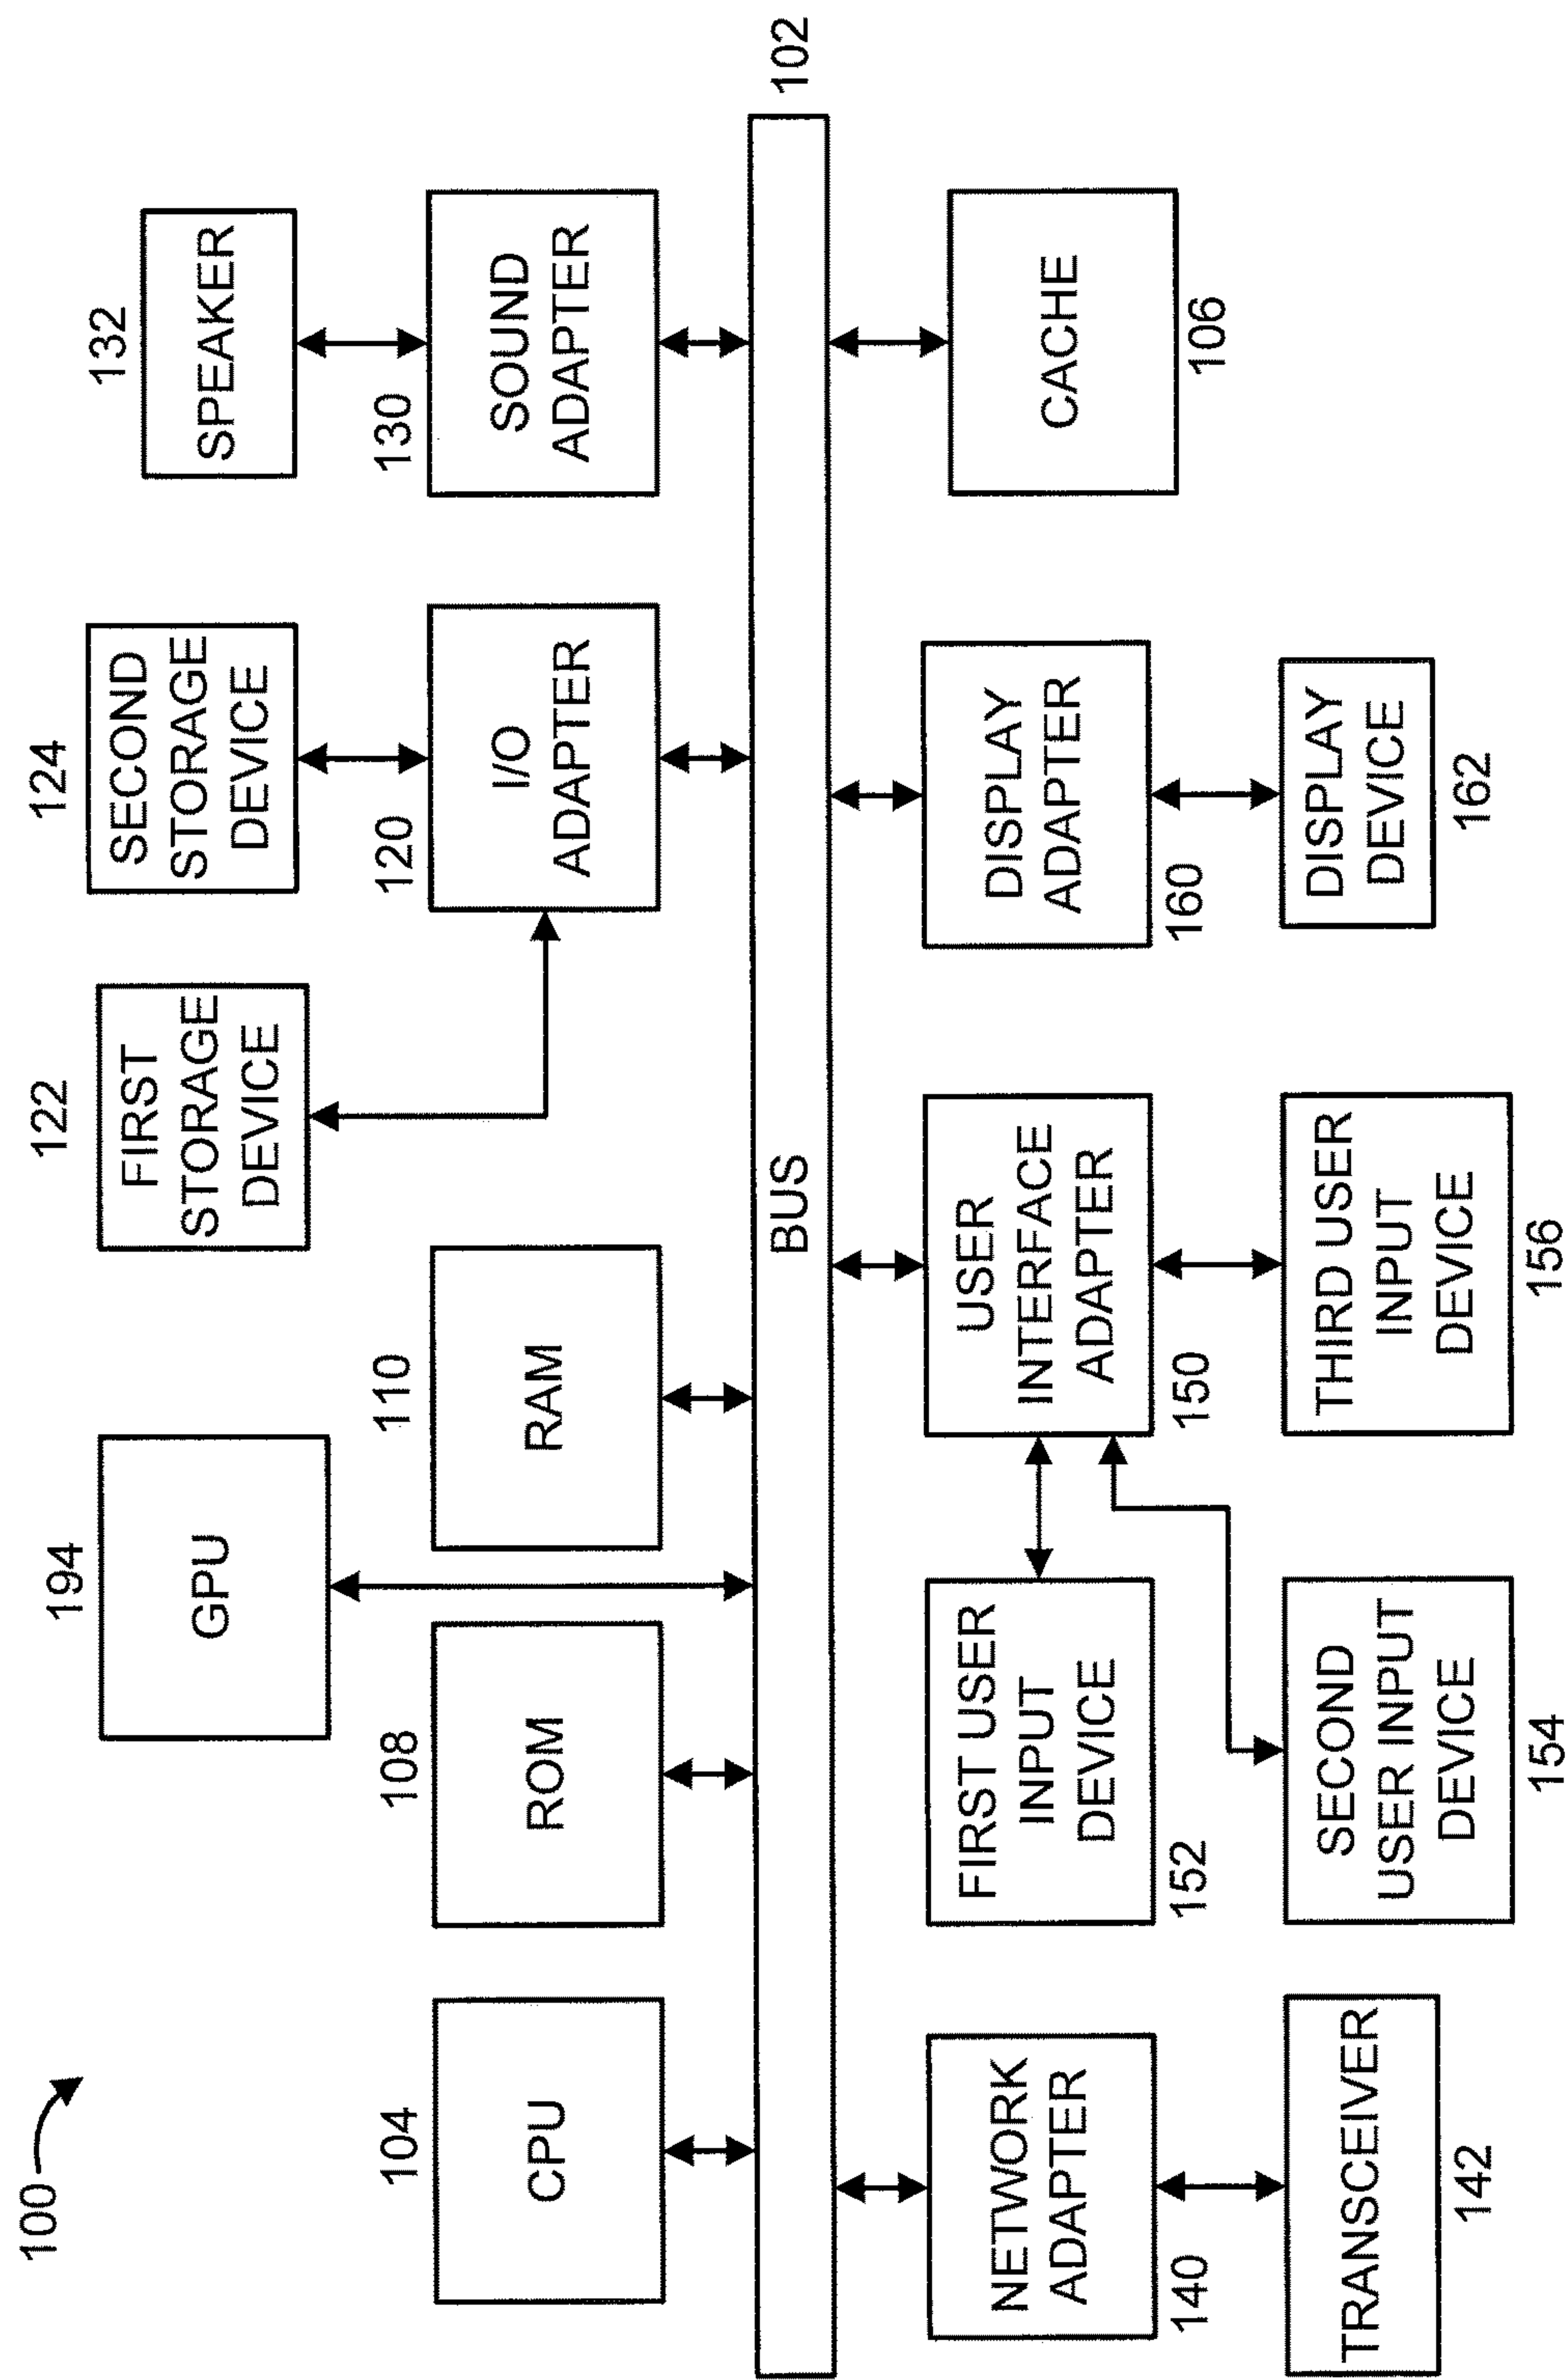 100
194
GPU
122
FIRST
STORAGE
DEVICE
124
SECOND
STORAGE
DEVICE
132
SPEAKER
104
CPU
108
ROM
110
RAM
120
I/O
ADAPTER
130
SOUND
ADAPTER
BUS
102
NETWORK
ADAPTER
140
FIRST USER
INPUT
DEVICE
152
USER
INTERFACE
ADAPTER
150
DISPLAY
ADAPTER
160
CACHE
106
TRANSCEIVER
142
SECOND
USER INPUT
DEVICE
154
THIRD USER
INPUT
DEVICE
156
DISPLAY
DEVICE
162